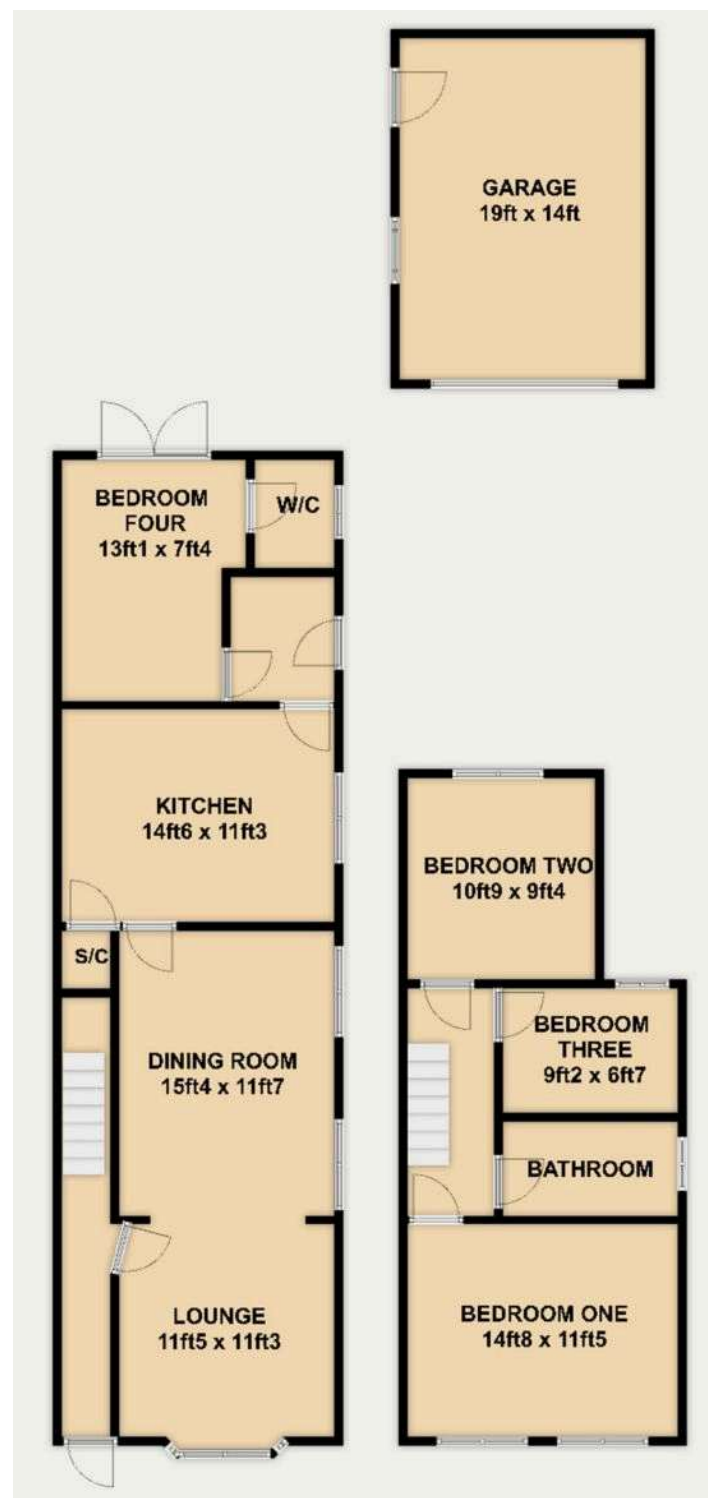 GARAGE
19ft x 14ft
BEDROOM
FOUR
13ft1 x 7ft4
W/C
KITCHEN
14ft6 x 11ft3
S/C
DINING ROOM
15ft4 x 11ft7
LOUNGE
11ft5 x 11ft3
BEDROOM TWO
10ft9 x 9ft4
BEDROOM
THREE
9ft2 x 6ft7
BATHROOM
BEDROOM ONE
14ft8 x 11ft5